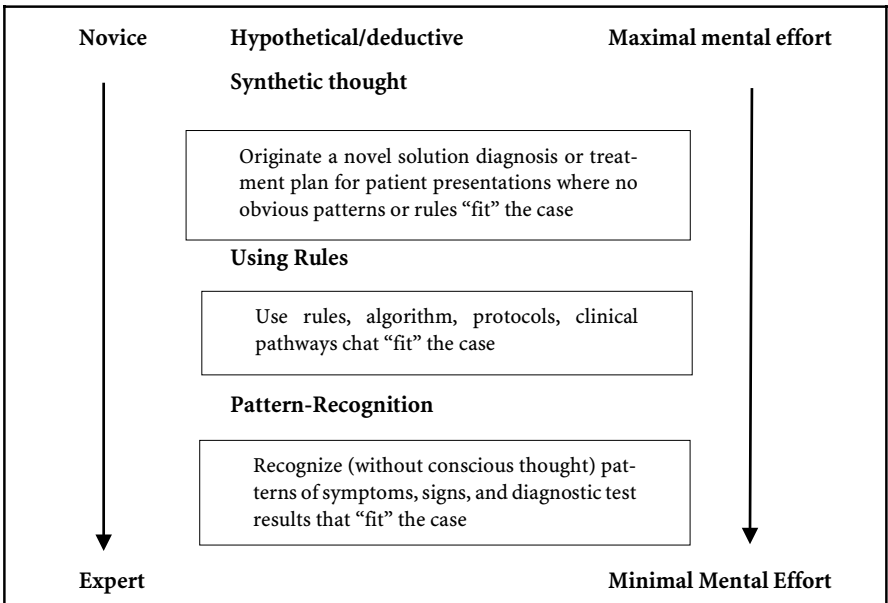 Novice Hypothetical/deductive Maximal mental effort
Synthetic thought
Originate a novel solution diagnosis or treat-
ment plan for patient presentations where no
obvious patterns or rules “fit” the case
Using Rules
Use rules, algorithm, protocols, clinical
pathways chat “fit” the case
Pattern-Recognition
Recognize (without conscious thought) pat-
terns of symptoms, signs, and diagnostic test
results that “fit” the case
Expert Minimal Mental Effort